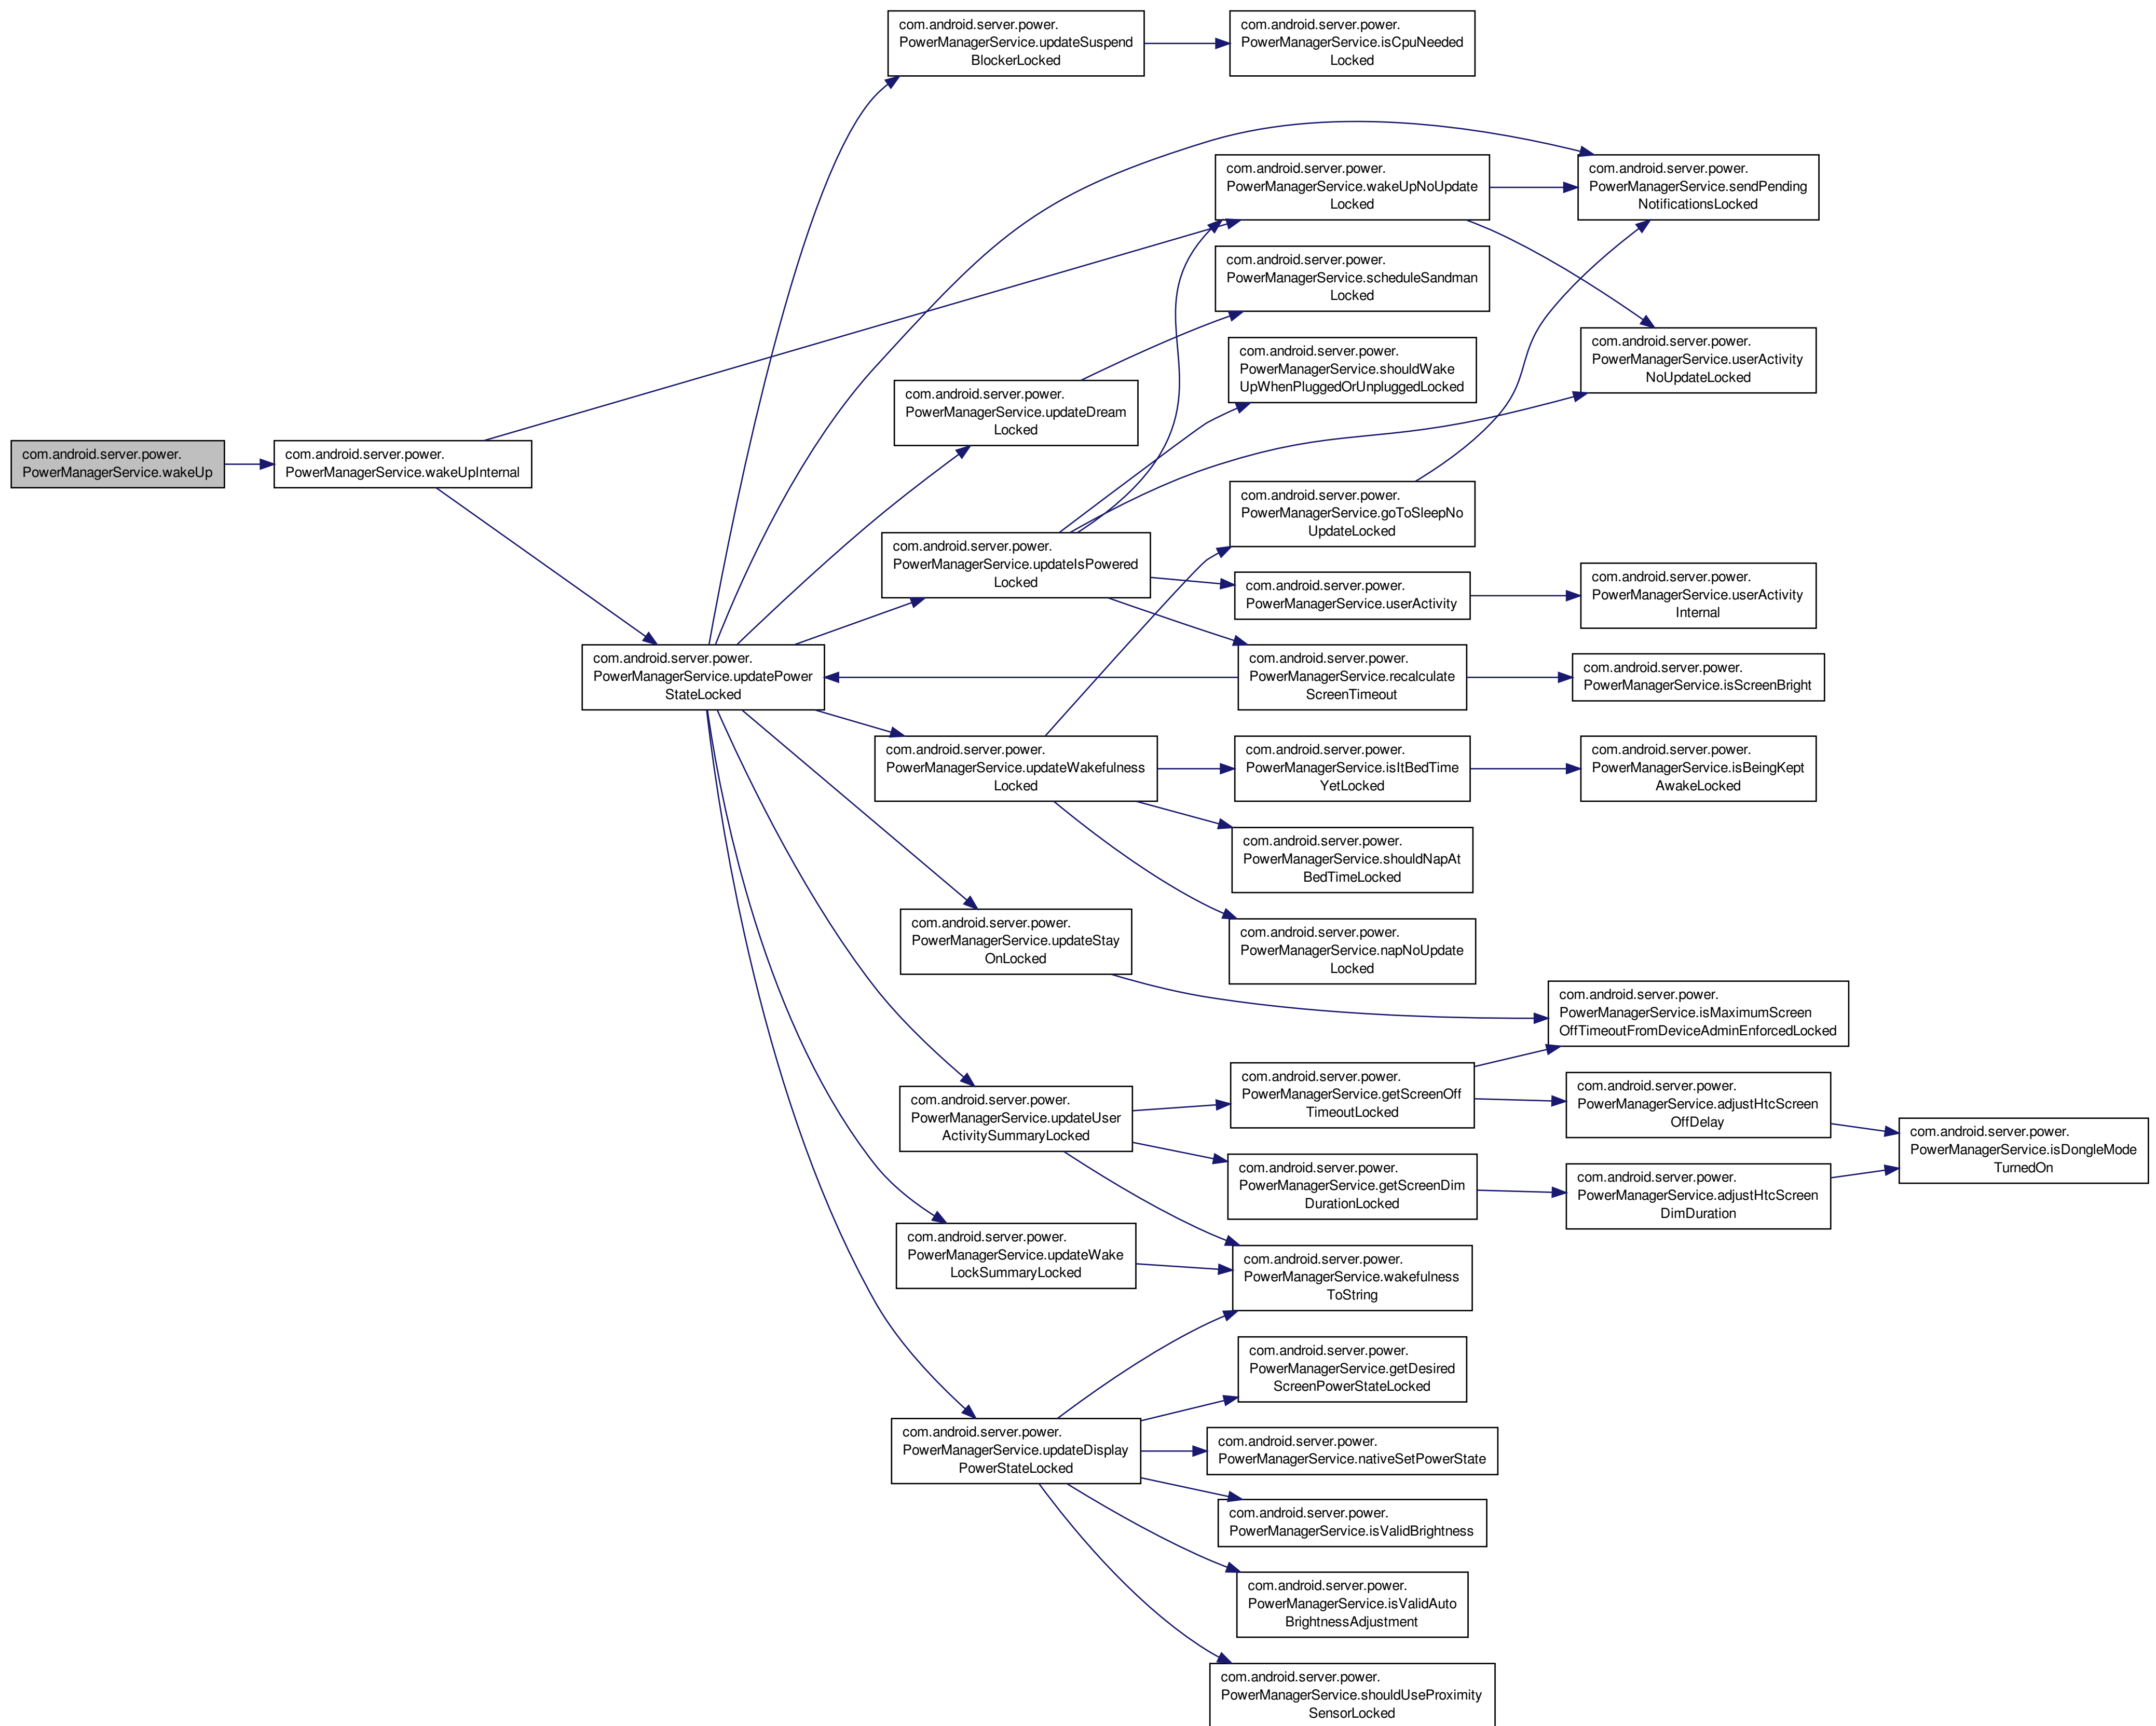 com.android.server.power.
PowerManagerService.updateSuspend
BlockerLocked
com.android.server.power.
PowerManagerService.isCpuNeeded
Locked
com.android.server.power.
PowerManagerService.wakeUpNoUpdate
Locked
com.android.server.power.
PowerManagerService.sendPending
NotificationsLocked
com.android.server.power.
PowerManagerService.scheduleSandman
Locked
com.android.server.power.
PowerManagerService.shouldWake
UpWhenPluggedOrUnpluggedLocked
com.android.server.power.
PowerManagerService.userActivity
NoUpdateLocked
com.android.server.power.
PowerManagerService.updateDream
Locked
com.android.server.power.
PowerManagerService.wakeUp
com.android.server.power.
PowerManagerService.wakeUpInternal
com.android.server.power.
PowerManagerService.goToSleepNo
UpdateLocked
com.android.server.power.
PowerManagerService.updateIsPowered
Locked
com.android.server.power.
PowerManagerService.userActivity
com.android.server.power.
PowerManagerService.userActivity
Internal
com.android.server.power.
PowerManagerService.updatePower
StateLocked
com.android.server.power.
PowerManagerService.recalculate
ScreenTimeout
com.android.server.power.
PowerManagerService.isScreenBright
com.android.server.power.
PowerManagerService.updateWakefulness
Locked
com.android.server.power.
PowerManagerService.isItBedTime
YetLocked
com.android.server.power.
PowerManagerService.isBeingKept
AwakeLocked
com.android.server.power.
PowerManagerService.shouldNapAt
BedTimeLocked
com.android.server.power.
PowerManagerService.updateStay
OnLocked
com.android.server.power.
PowerManagerService.napNoUpdate
Locked
com.android.server.power.
PowerManagerService.isMaximumScreen
OffTimeoutFromDeviceAdminEnforcedLocked
com.android.server.power.
PowerManagerService.updateUser
ActivitySummaryLocked
com.android.server.power.
PowerManagerService.getScreenOff
TimeoutLocked
com.android.server.power.
PowerManagerService.adjustHtcScreen
OffDelay
com.android.server.power.
PowerManagerService.isDongleMode
TurnedOn
com.android.server.power.
PowerManagerService.getScreenDim
DurationLocked
com.android.server.power.
PowerManagerService.adjustHtcScreen
DimDuration
com.android.server.power.
PowerManagerService.updateWake
LockSummaryLocked
com.android.server.power.
PowerManagerService.wakefulness
ToString
com.android.server.power.
PowerManagerService.getDesired
ScreenPowerStateLocked
com.android.server.power.
PowerManagerService.updateDisplay
PowerStateLocked
com.android.server.power.
PowerManagerService.nativeSetPowerState
com.android.server.power.
PowerManagerService.isValidBrightness
com.android.server.power.
PowerManagerService.isValidAuto
BrightnessAdjustment
com.android.server.power.
PowerManagerService.shouldUseProximity
SensorLocked